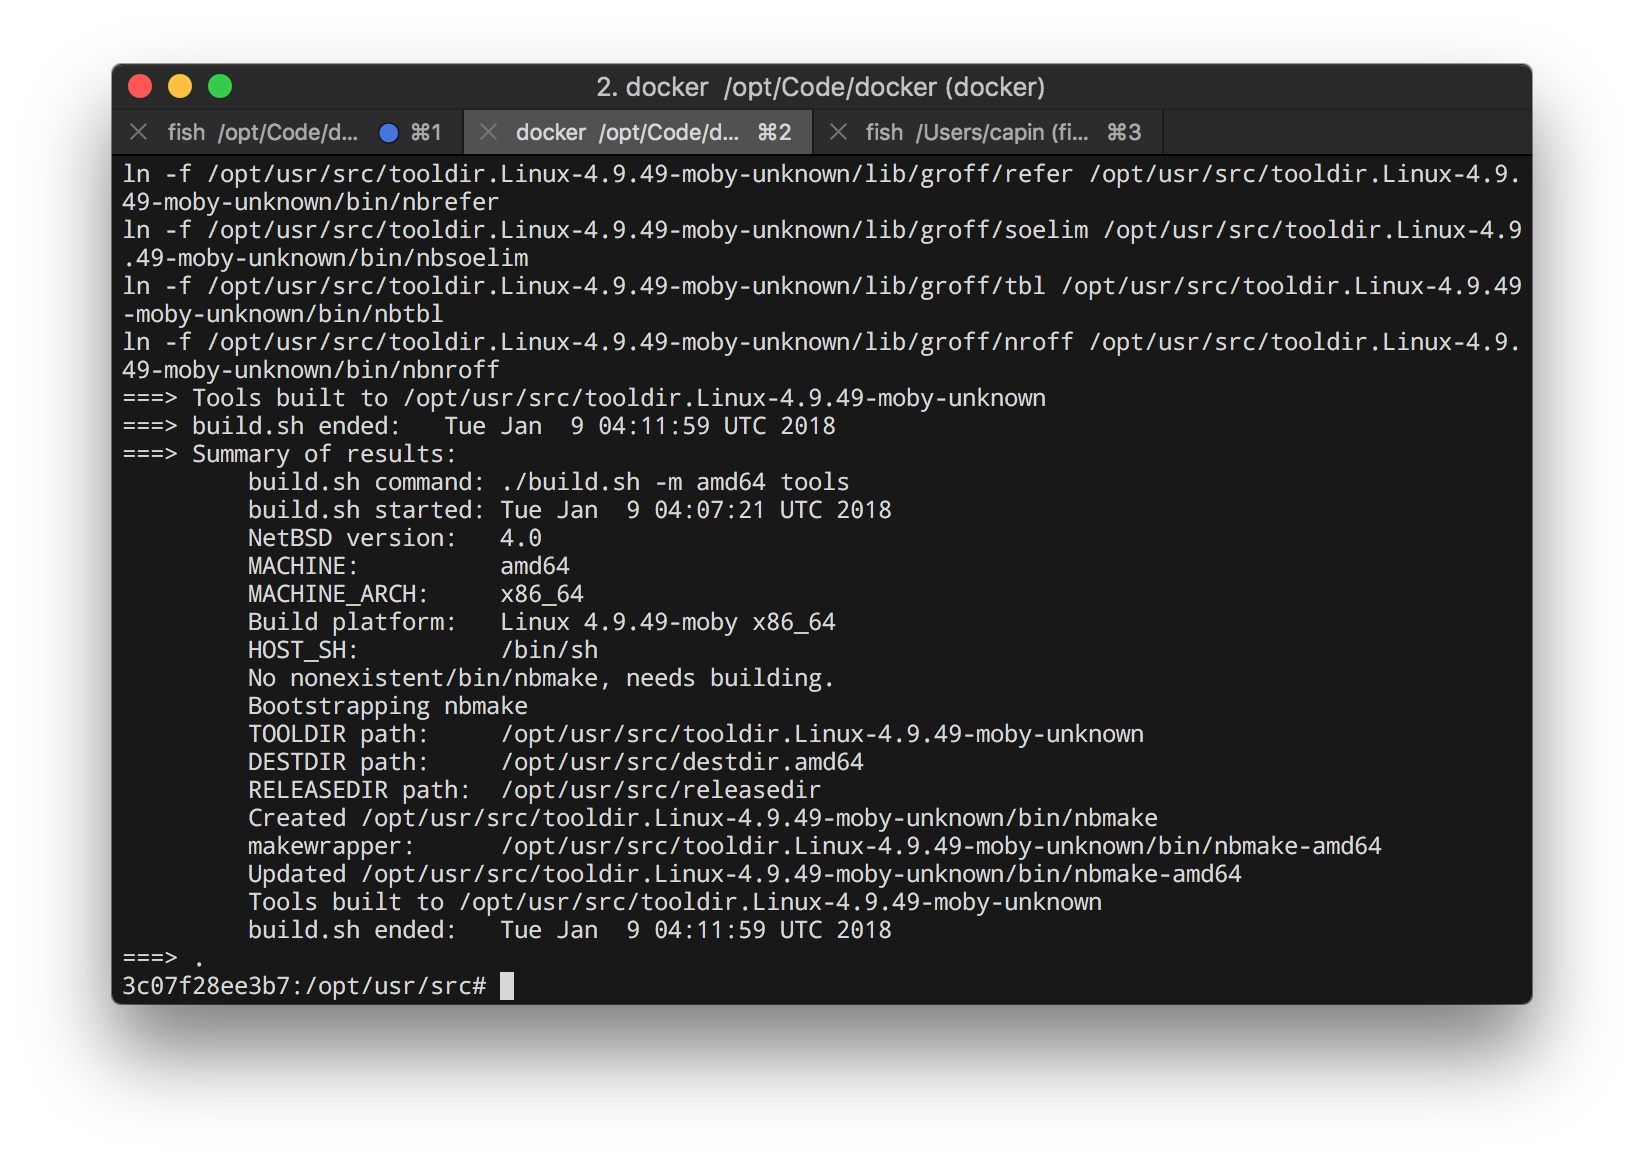 2. docker  /opt/Code/docker (docker)
fish  /opt/Code/d...  ⌘1  docker  /opt/Code/d...  ⌘2  fish  /Users/capin (fi...  ⌘3
ln -f /opt/usr/src/tooldir.Linux-4.9.49-moby-unknown/lib/groff/refer /opt/usr/src/tooldir.Linux-4.9.
49-moby-unknown/bin/nbrefer
ln -f /opt/usr/src/tooldir.Linux-4.9.49-moby-unknown/lib/groff/soelim /opt/usr/src/tooldir.Linux-4.9
.49-moby-unknown/bin/nbsoelim
ln -f /opt/usr/src/tooldir.Linux-4.9.49-moby-unknown/lib/groff/tbl /opt/usr/src/tooldir.Linux-4.9.49
-moby-unknown/bin/nbtbl
ln -f /opt/usr/src/tooldir.Linux-4.9.49-moby-unknown/lib/groff/nroff /opt/usr/src/tooldir.Linux-4.9.
49-moby-unknown/bin/nbnroff
===> Tools built to /opt/usr/src/tooldir.Linux-4.9.49-moby-unknown
===> build.sh ended:   Tue Jan  9 04:11:59 UTC 2018
===> Summary of results:
         build.sh command: ./build.sh -m amd64 tools
         build.sh started: Tue Jan  9 04:07:21 UTC 2018
         NetBSD version:   4.0
         MACHINE:          amd64
         MACHINE_ARCH:     x86_64
         Build platform:   Linux 4.9.49-moby x86_64
         HOST_SH:          /bin/sh
         No nonexistent/bin/nbmake, needs building.
         Bootstrapping nbmake
         TOOLDIR path:     /opt/usr/src/tooldir.Linux-4.9.49-moby-unknown
         DESTDIR path:     /opt/usr/src/destdir.amd64
         RELEASEDIR path:  /opt/usr/src/releasedir
         Created /opt/usr/src/tooldir.Linux-4.9.49-moby-unknown/bin/nbmake
         makewrapper:      /opt/usr/src/tooldir.Linux-4.9.49-moby-unknown/bin/nbmake-amd64
         Updated /opt/usr/src/tooldir.Linux-4.9.49-moby-unknown/bin/nbmake-amd64
         Tools built to /opt/usr/src/tooldir.Linux-4.9.49-moby-unknown
         build.sh ended:   Tue Jan  9 04:11:59 UTC 2018
===> .
3c07f28ee3b7:/opt/usr/src#